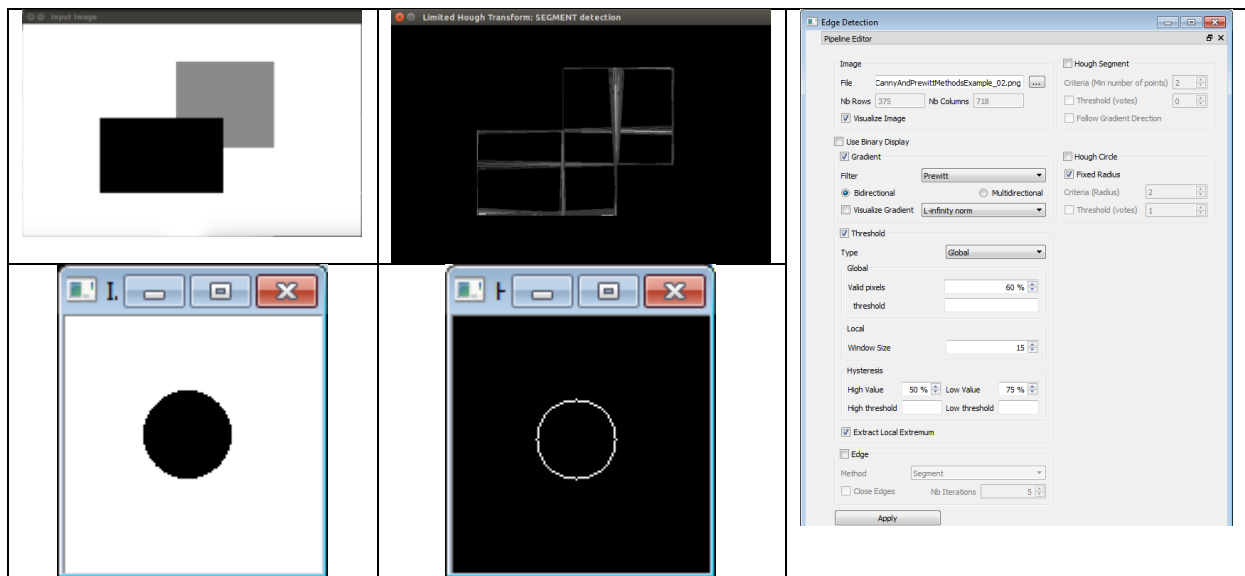 Input Image
Limited Hough Transform: SEGMENT detection
I.
Edge Detection
Pipeline Editor
Image
File CannyAndPrewittMethodsExample_02.png ...
Nb Rows 375 Nb Columns 718
Visualize Image
Use Binary Display
Gradient
Filter Prewitt
Bidirectional Multidirectional
Visualize Gradient L-infinity norm
Threshold
Type Global
Global
Valid pixels 60 %
threshold
Local
Window Size 15
Hysteresis
High Value 50 % Low Value 75 %
High threshold Low threshold
Extract Local Extremum
Edge
Method Segment
Close Edges Nb Iterations 5
Apply
Hough Segment
Criteria (Min number of points) 2
Threshold (votes) 0
Follow Gradient Direction
Hough Circle
Fixed Radius
Criteria (Radius) 2
Threshold (votes) 1